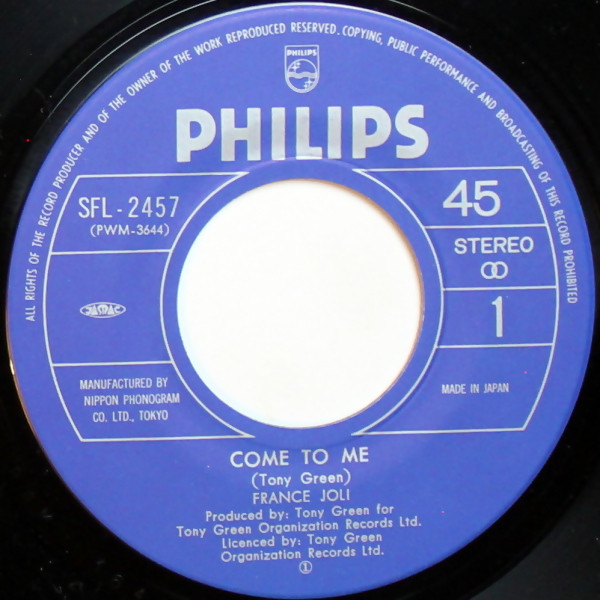 ALL RIGHTS OF THE RECORD PRODUCER AND OF THE OWNER OF THE WORK REPRODUCED RESERVED. COPYING, PUBLIC PERFORMANCE AND BROADCASTING OF THIS RECORD PROHIBITED
PHILIPS
PHILIPS
SFL-2457
(PWM-3644)
45
STEREO
JASRAC
1
MANUFACTURED BY
NIPPON PHONOGRAM
CO. LTD., TOKYO
MADE IN JAPAN
COME TO ME
(Tony Green)
FRANCE JOLI
Produced by: Tony Green for
Tony Green Organization Records Ltd.
Licenced by: Tony Green
Organization Records Ltd.
①